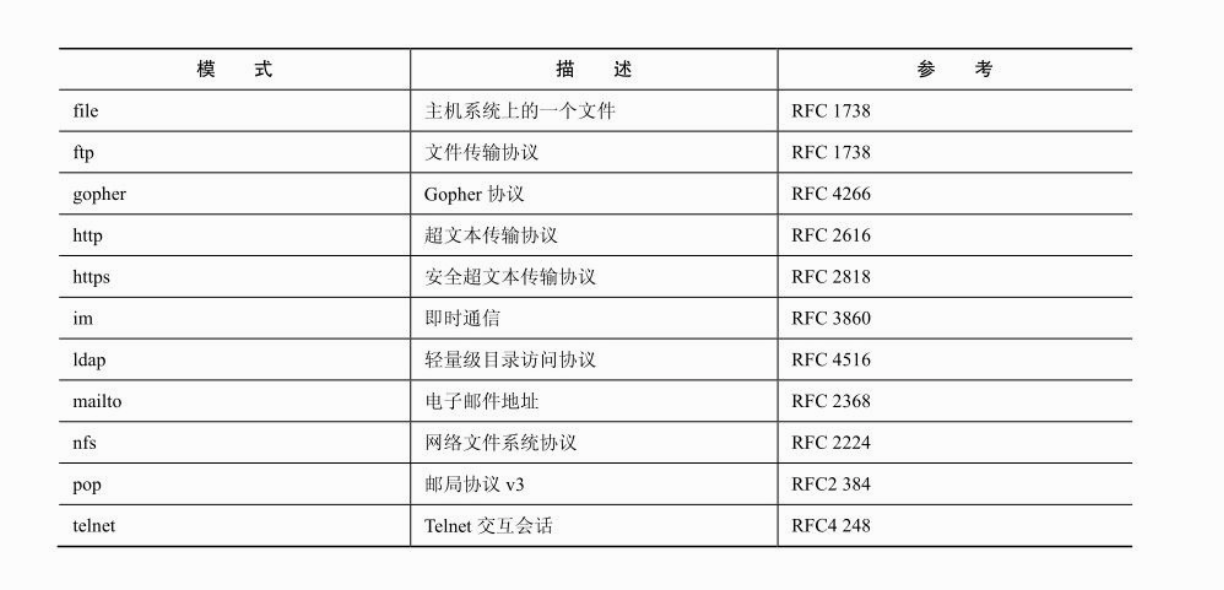 模 式 描 述 参 考
file 主机系统上的一个文件 RFC 1738
ftp 文件传输协议 RFC 1738
gopher Gopher 协议 RFC 4266
http 超文本传输协议 RFC 2616
https 安全超文本传输协议 RFC 2818
im 即时通信 RFC 3860
ldap 轻量级目录访问协议 RFC 4516
mailto 电子邮件地址 RFC 2368
nfs 网络文件系统协议 RFC 2224
pop 邮局协议 v3 RFC2 384
telnet Telnet 交互会话 RFC4 248